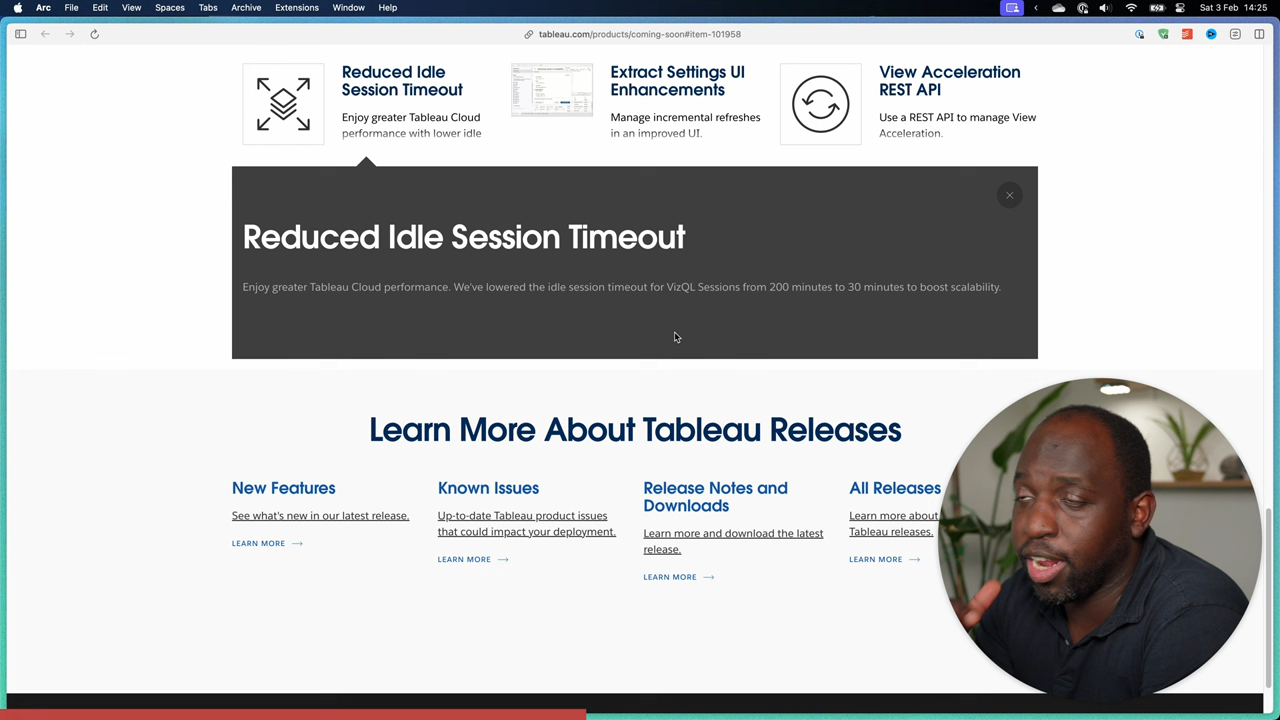 Arc File Edit View Spaces Tabs Archive Extensions Window Help Sat 3 Feb 14:25
tableau.com/products/coming-soon#item-101958
Reduced Idle
Session Timeout
Enjoy greater Tableau Cloud
performance with lower idle
Extract Settings UI
Enhancements
Manage incremental refreshes
in an improved UI.
View Acceleration
REST API
Use a REST API to manage View
Acceleration.
Reduced Idle Session Timeout
Enjoy greater Tableau Cloud performance. We've lowered the idle session timeout for VizQL Sessions from 200 minutes to 30 minutes to boost scalability.
Learn More About Tableau Releases
New Features
See what's new in our latest release.
LEARN MORE
Known Issues
Up-to-date Tableau product issues
that could impact your deployment.
LEARN MORE
Release Notes and
Downloads
Learn more and download the latest
release.
LEARN MORE
All Releases
Learn more about
Tableau releases.
LEARN MORE